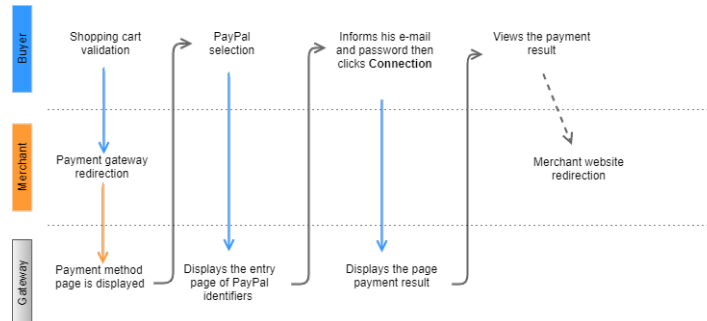 Buyer
Shopping cart
validation
PayPal
selection
Informs his e-mail
and password then
clicks Connection
Views the payment
result
Merchant
Payment gateway
redirection
Merchant website
redirection
Gateway
Payment method
page is displayed
Displays the entry
page of PayPal
identifiers
Displays the page
payment result